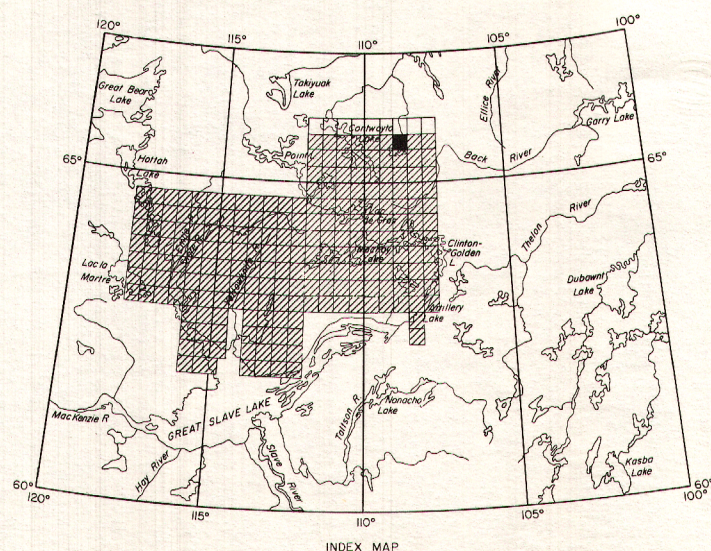 120°
115°
110°
105°
100°
Great Bear
Lake
Takiyuak
Lake
Ellice River
Garry Lake
Contwoyto
Lake
Point L.
Back River
65°
65°
Hottah
Lake
Lac
de Gras
Thelon River
MacKay
Lake
Clinton-
Golden
L.
Lac la
Martre
Yellowknife R.
Dubawnt
Lake
Artillery
Lake
GREAT SLAVE LAKE
MacKenzie R
Taltson R.
Nonacho
Lake
Hay River
Slave River
Kasba
Lake
60°
120°
115°
110°
105°
60°
100°
INDEX MAP